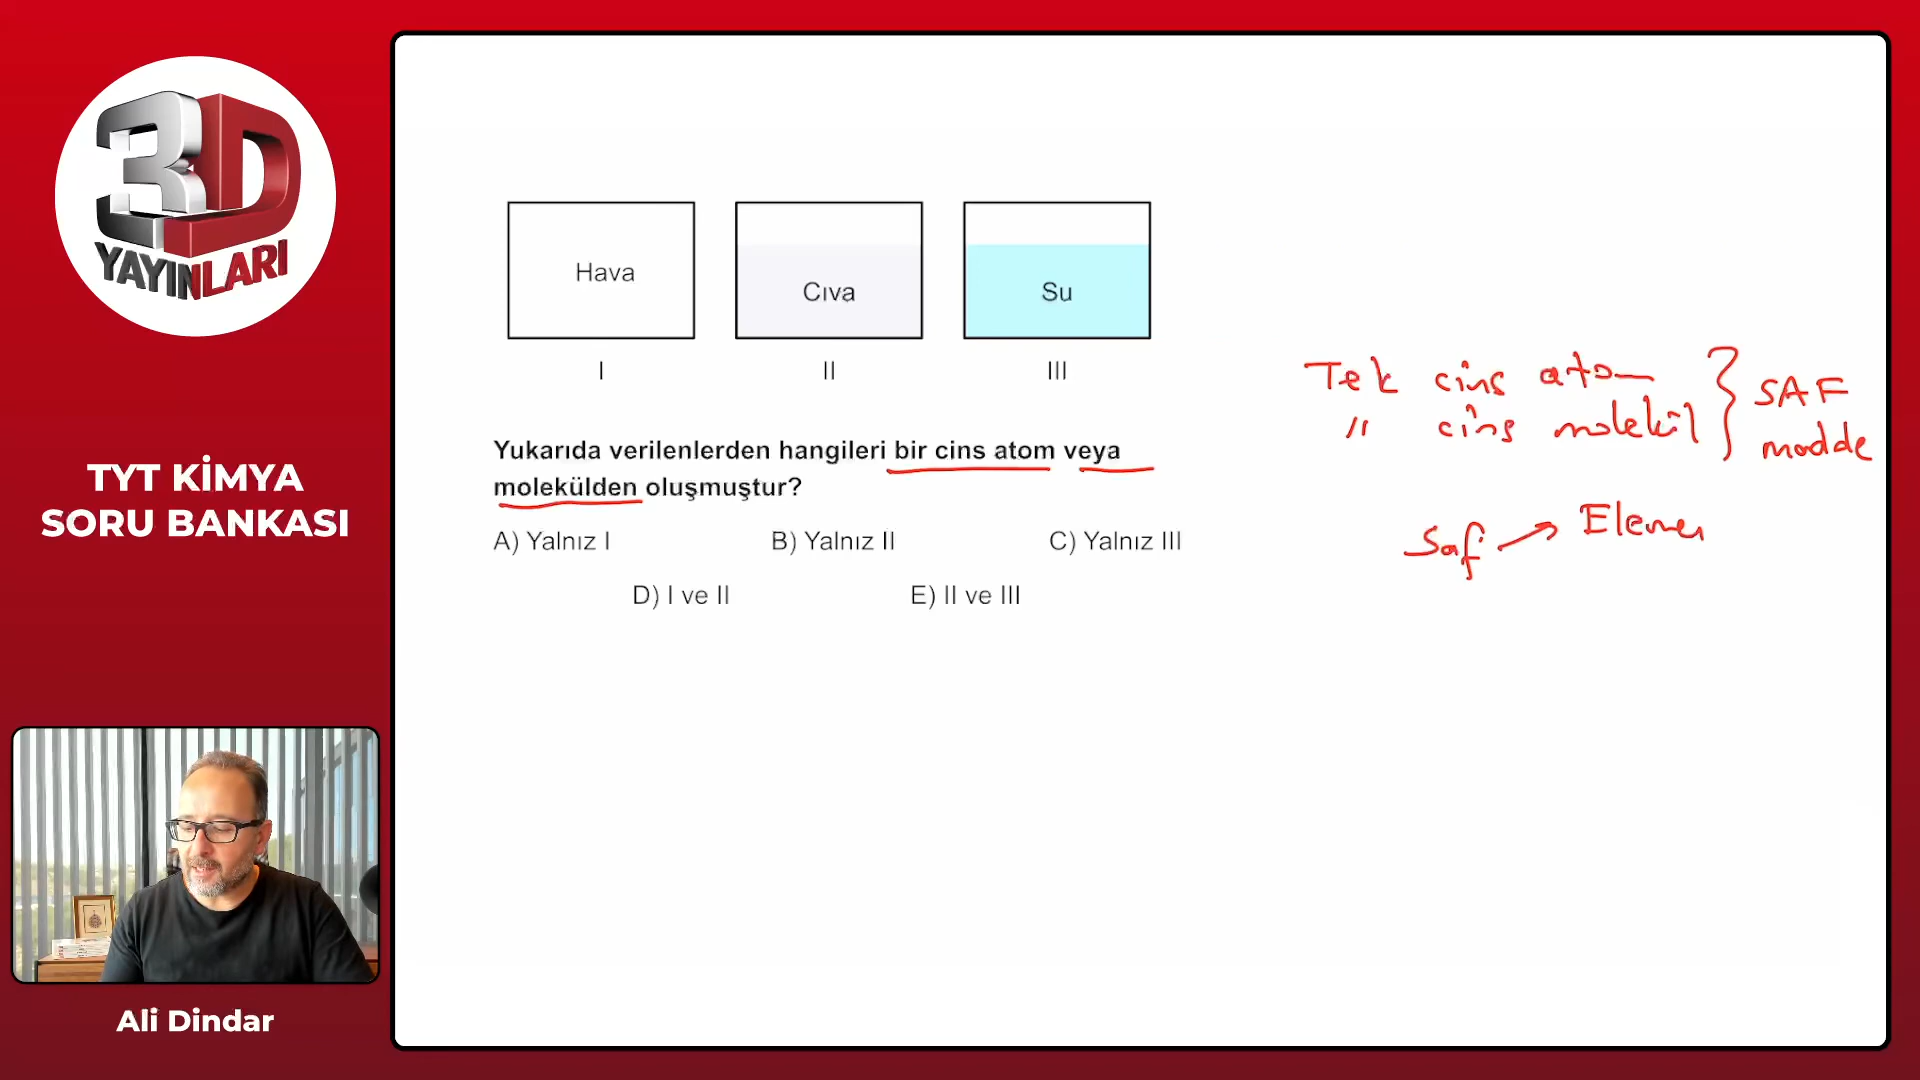 3D
YAYINLARI
TYT KİMYA
SORU BANKASI
Ali Dindar
Hava
Cıva
Su
I
II
III
Yukarıda verilenlerden hangileri bir cins atom veya
molekülden oluşmuştur?
A) Yalnız I
B) Yalnız II
C) Yalnız III
D) I ve II
E) II ve III
Tek cins atom
" cins molekül
SAF
madde
Saf → Elemen